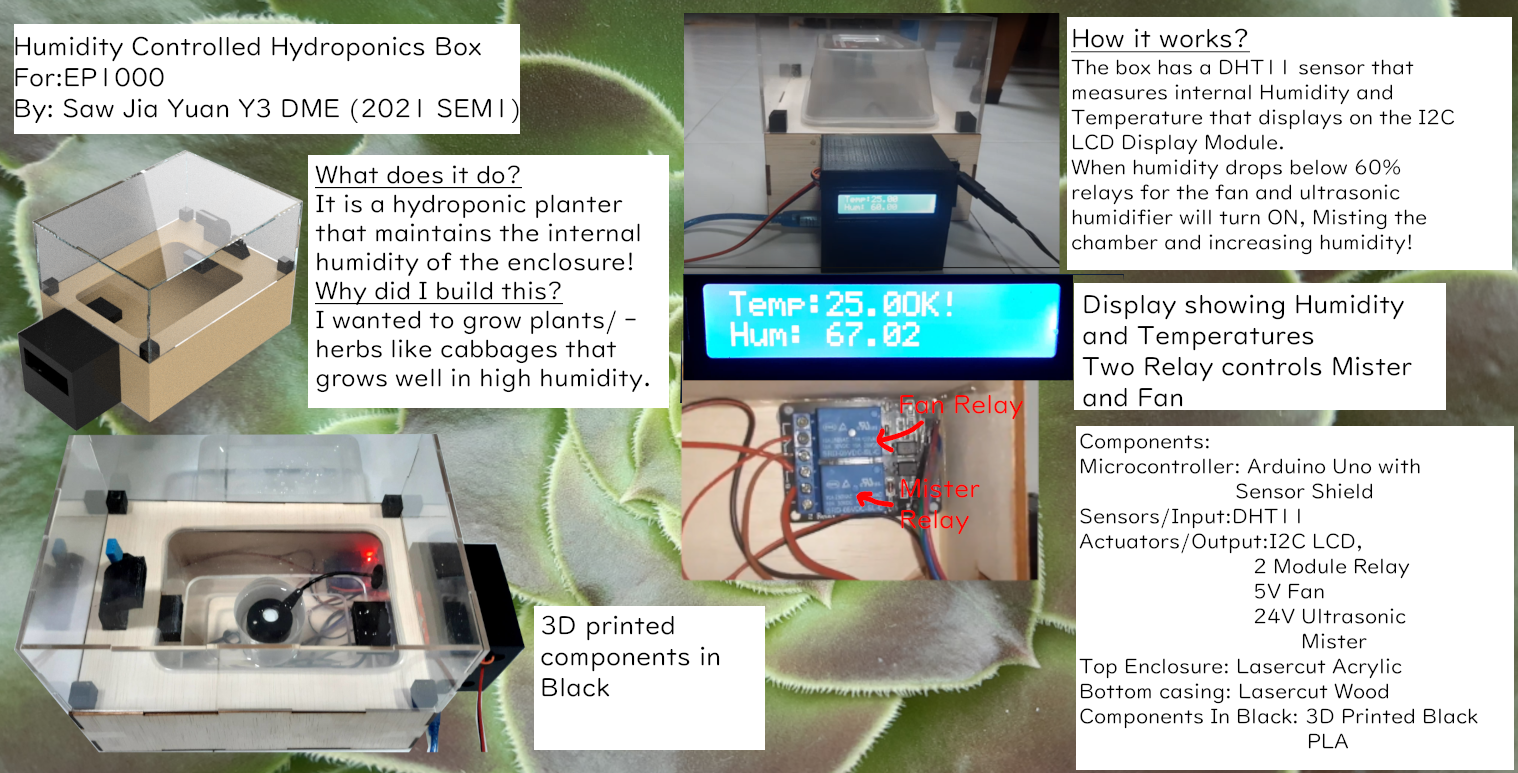 Humidity Controlled Hydroponics Box
For:EP1000
By: Saw Jia Yuan Y3 DME (2021 SEM1)
What does it do?
It is a hydroponic planter
that maintains the internal
humidity of the enclosure!
Why did I build this?
I wanted to grow plants/ -
herbs like cabbages that
grows well in high humidity.
3D printed
components in
Black
Temp:25.00
Hum: 60.00
Temp:25.00OK!
Hum: 67.02
Fan Relay
Mister
Relay
How it works?
The box has a DHT11 sensor that
measures internal Humidity and
Temperature that displays on the I2C
LCD Display Module.
When humidity drops below 60%
relays for the fan and ultrasonic
humidifier will turn ON, Misting the
chamber and increasing humidity!
Display showing Humidity
and Temperatures
Two Relay controls Mister
and Fan
Components:
Microcontroller: Arduino Uno with
Sensor Shield
Sensors/Input:DHT11
Actuators/Output:I2C LCD,
2 Module Relay
5V Fan
24V Ultrasonic
Mister
Top Enclosure: Lasercut Acrylic
Bottom casing: Lasercut Wood
Components In Black: 3D Printed Black
PLA